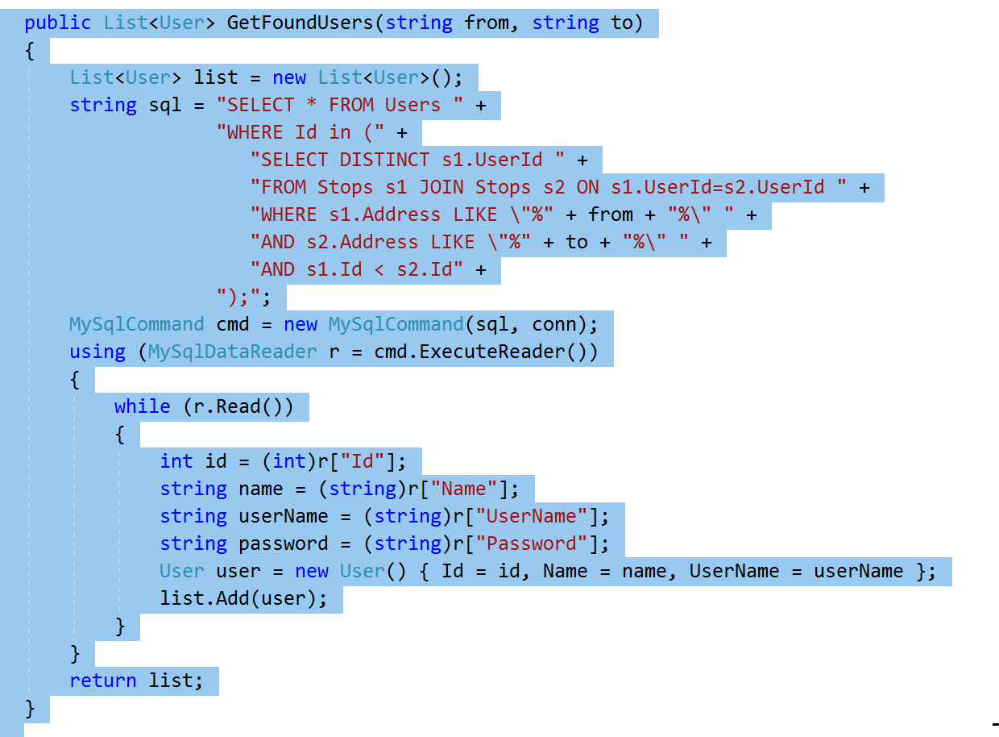 public List<User> GetFoundUsers(string from, string to)
{
    List<User> list = new List<User>();
    string sql = "SELECT * FROM Users " +
                 "WHERE Id in (" +
                    "SELECT DISTINCT s1.UserId " +
                    "FROM Stops s1 JOIN Stops s2 ON s1.UserId=s2.UserId " +
                    "WHERE s1.Address LIKE \"%" + from + "%\" " +
                    "AND s2.Address LIKE \"%" + to + "%\" " +
                    "AND s1.Id < s2.Id" +
                 ");";
    MySqlCommand cmd = new MySqlCommand(sql, conn);
    using (MySqlDataReader r = cmd.ExecuteReader())
    {
        while (r.Read())
        {
            int id = (int)r["Id"];
            string name = (string)r["Name"];
            string userName = (string)r["UserName"];
            string password = (string)r["Password"];
            User user = new User() { Id = id, Name = name, UserName = userName };
            list.Add(user);
        }
    }
    return list;
}